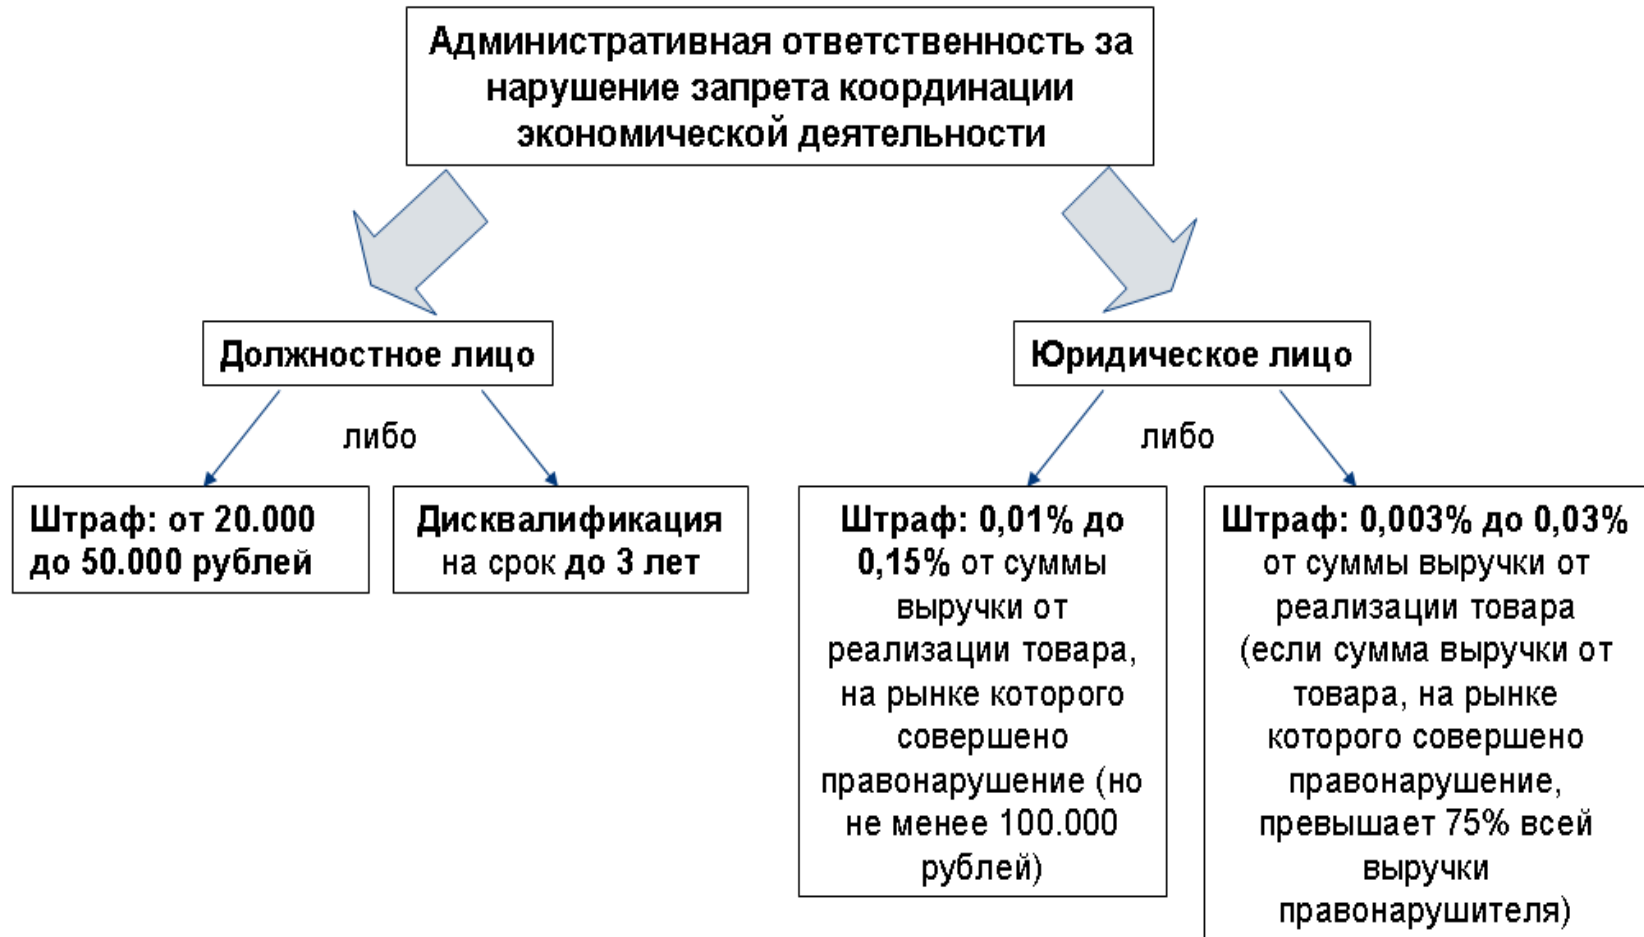 Административная ответственность за
нарушение запрета координации
экономической деятельности
Должностное лицо
Юридическое лицо
либо
либо
Штраф: от 20.000
до 50.000 рублей
Дисквалификация
на срок до 3 лет
Штраф: 0,01% до
0,15% от суммы
выручки от
реализации товара,
на рынке которого
совершено
правонарушение (но
не менее 100.000
рублей)
Штраф: 0,003% до 0,03%
от суммы выручки от
реализации товара
(если сумма выручки от
товара, на рынке
которого совершено
правонарушение,
превышает 75% всей
выручки
правонарушителя)